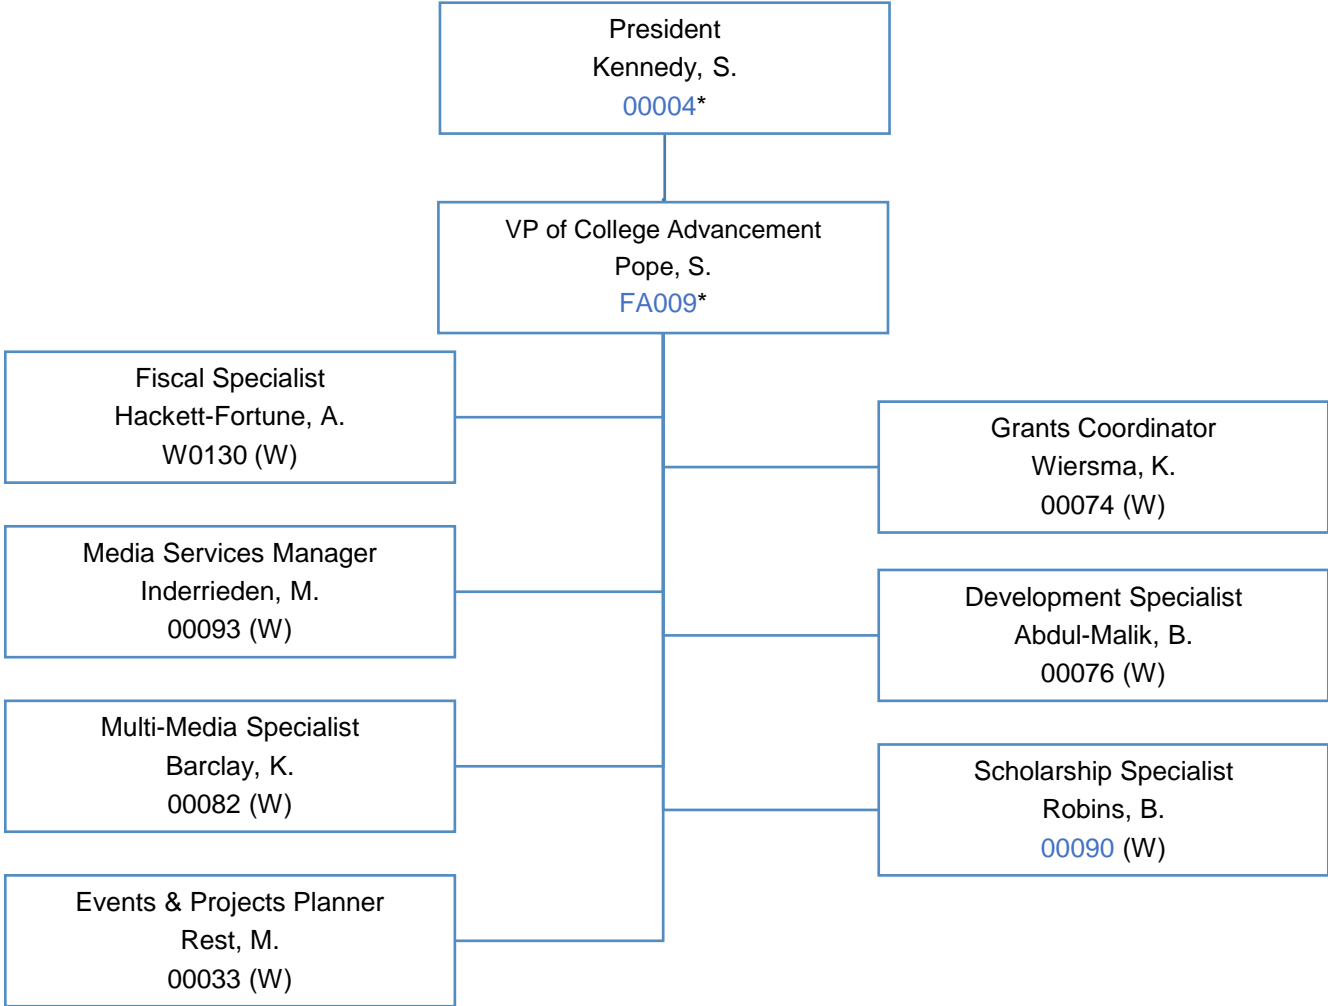 President
Kennedy, S.
00004*
VP of College Advancement
Pope, S.
FA009*
Fiscal Specialist
Hackett-Fortune, A.
W0130 (W)
Media Services Manager
Inderrieden, M.
00093 (W)
Multi-Media Specialist
Barclay, K.
00082 (W)
Events & Projects Planner
Rest, M.
00033 (W)
Grants Coordinator
Wiersma, K.
00074 (W)
Development Specialist
Abdul-Malik, B.
00076 (W)
Scholarship Specialist
Robins, B.
00090 (W)